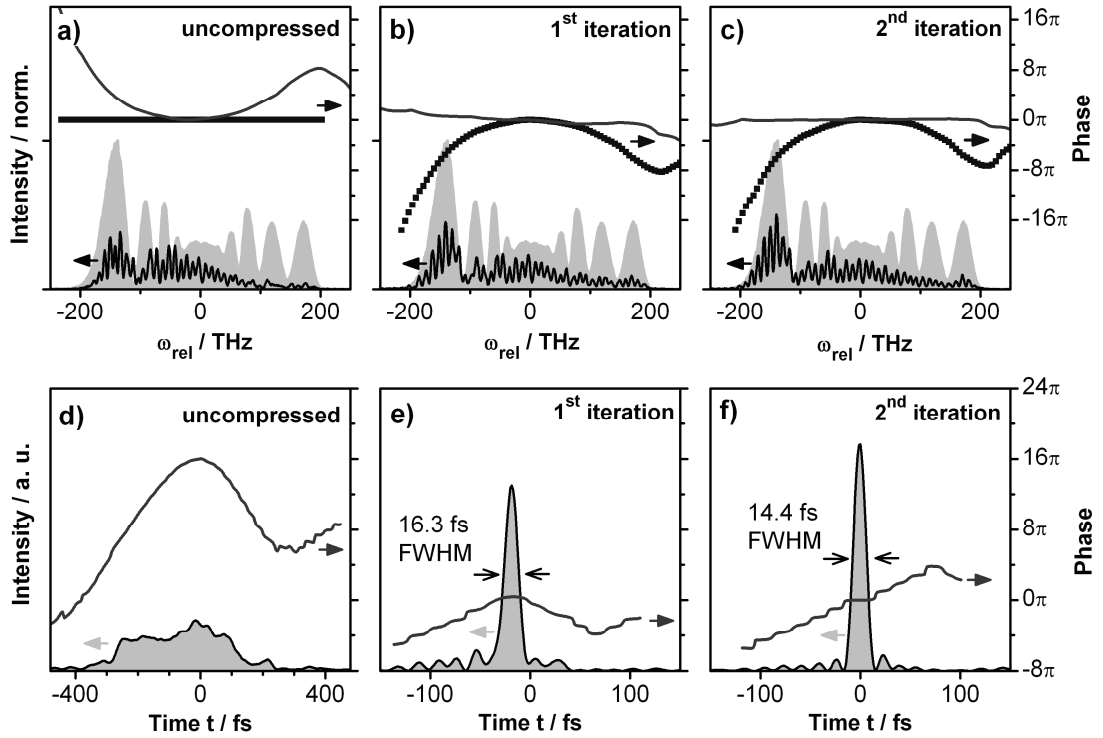 a) uncompressed
b) 1st iteration
c) 2nd iteration
16π
8π
0π
-8π
-16π
Phase
Intensity / norm.
-200 0 200
-200 0 200
-200 0 200
ωrel / THz
ωrel / THz
ωrel / THz
d) uncompressed
e) 1st iteration
f) 2nd iteration
16.3 fs
FWHM
14.4 fs
FWHM
24π
16π
8π
0π
-8π
Phase
Intensity / a. u.
-400 0 400
-100 0 100
-100 0 100
Time t / fs
Time t / fs
Time t / fs